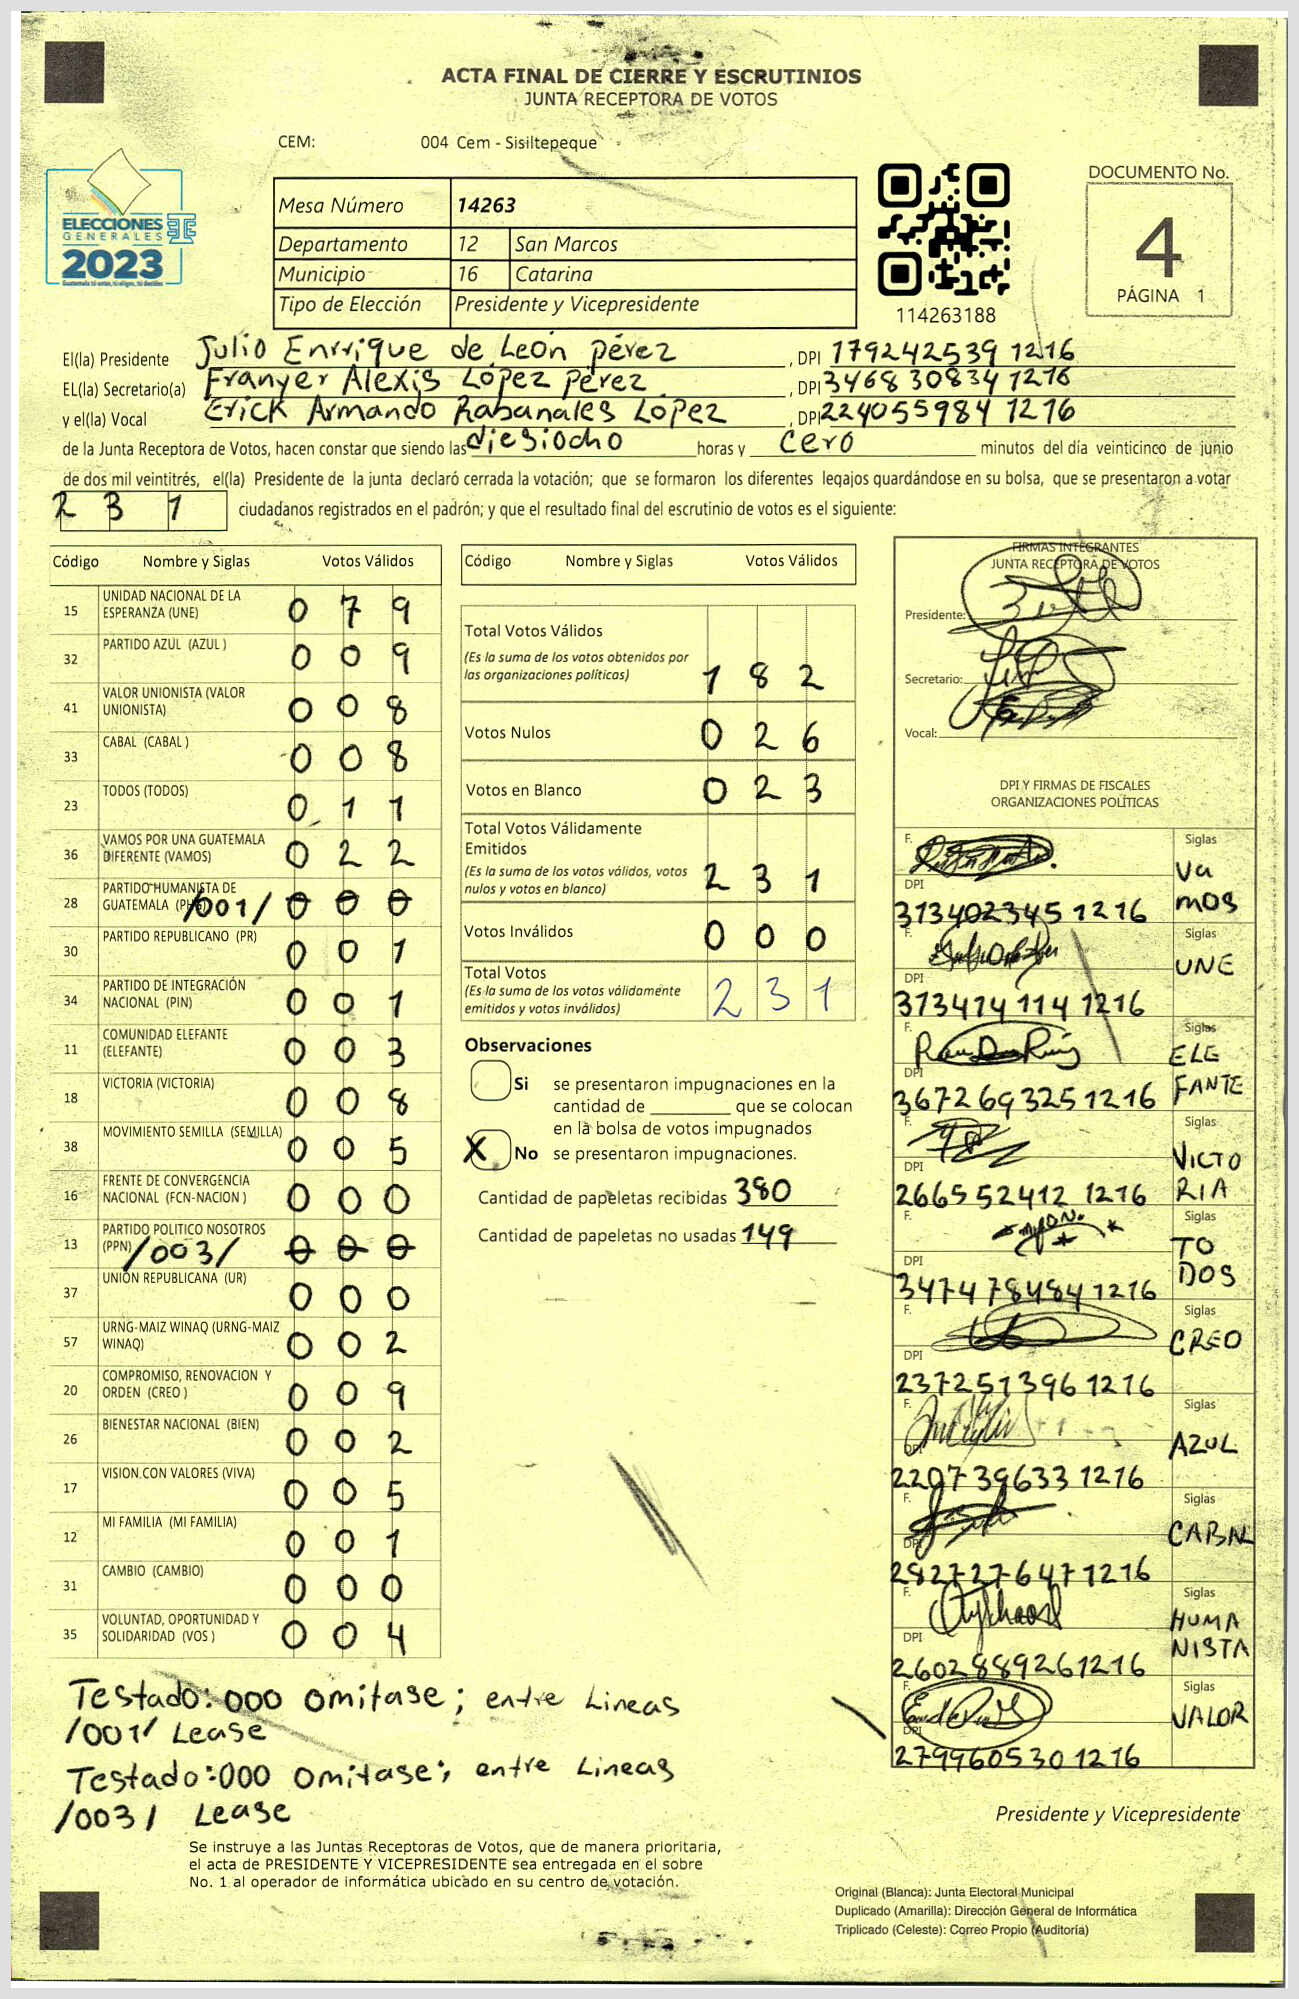 ACTA FINAL DE CIERRE Y ESCRUTINIOS
JUNTA RECEPTORA DE VOTOS
CEM: 004 Cem - Sisiltepeque
ELECCIONES
GENERALES
2023
Mesa Número 14263
Departamento 12 San Marcos
Municipio 16 Catarina
Tipo de Elección Presidente y Vicepresidente
114263188
DOCUMENTO No.
4
PÁGINA 1
El(la) Presidente Julio Enrrique de León pérez , DPI 179242539 1216
EL(la) Secretario(a) Franyer Alexis López pérez , DPI 3468 30834 1216
y el(la) Vocal Erick Armando Rabanales López , DPI 224055984 1216
de la Junta Receptora de Votos, hacen constar que siendo las diesiocho horas y cero minutos del día veinticinco de junio
de dos mil veintitrés, el(la) Presidente de la junta declaró cerrada la votación; que se formaron los diferentes legajos guardándose en su bolsa, que se presentaron a votar
231 ciudadanos registrados en el padrón; y que el resultado final del escrutinio de votos es el siguiente:
Código Nombre y Siglas Votos Válidos
15 UNIDAD NACIONAL DE LA ESPERANZA (UNE) 0 7 9
32 PARTIDO AZUL (AZUL ) 0 0 9
41 VALOR UNIONISTA (VALOR UNIONISTA) 0 0 8
33 CABAL (CABAL ) 0 0 8
23 TODOS (TODOS) 0 1 1
36 VAMOS POR UNA GUATEMALA DIFERENTE (VAMOS) 0 2 2
28 PARTIDO HUMANISTA DE GUATEMALA (PHG) /001/ 0 0 0
30 PARTIDO REPUBLICANO (PR) 0 0 1
34 PARTIDO DE INTEGRACIÓN NACIONAL (PIN) 0 0 1
11 COMUNIDAD ELEFANTE (ELEFANTE) 0 0 3
18 VICTORIA (VICTORIA) 0 0 8
38 MOVIMIENTO SEMILLA (SEMILLA) 0 0 5
16 FRENTE DE CONVERGENCIA NACIONAL (FCN-NACION ) 0 0 0
13 PARTIDO POLITICO NOSOTROS (PPN) /003/ 0 0 0
37 UNIÓN REPUBLICANA (UR) 0 0 0
57 URNG-MAIZ WINAQ (URNG-MAIZ WINAQ) 0 0 2
20 COMPROMISO, RENOVACION Y ORDEN (CREO ) 0 0 9
26 BIENESTAR NACIONAL (BIEN) 0 0 2
17 VISION CON VALORES (VIVA) 0 0 5
12 MI FAMILIA (MI FAMILIA) 0 0 1
31 CAMBIO (CAMBIO) 0 0 0
35 VOLUNTAD, OPORTUNIDAD Y SOLIDARIDAD (VOS ) 0 0 4
Testado: 000 omitase; entre Lineas
/001/ Lease
Testado:000 omitase; entre Lineas
/003/ Lease
Código Nombre y Siglas Votos Válidos
Total Votos Válidos
(Es la suma de los votos obtenidos por
las organizaciones políticas) 1 8 2
Votos Nulos 0 2 6
Votos en Blanco 0 2 3
Total Votos Válidamente
Emitidos
(Es la suma de los votos válidos, votos
nulos y votos en blanco) 2 3 1
Votos Inválidos 0 0 0
Total Votos
(Es la suma de los votos válidamente
emitidos y votos inválidos) 2 3 1
Observaciones
Si se presentaron impugnaciones en la
cantidad de ________ que se colocan
en la bolsa de votos impugnados
X No se presentaron impugnaciones.
Cantidad de papeletas recibidas 380
Cantidad de papeletas no usadas 149
FIRMAS INTEGRANTES
JUNTA RECEPTORA DE VOTOS
Presidente:
Secretario:
Vocal:
DPI Y FIRMAS DE FISCALES
ORGANIZACIONES POLÍTICAS
F. Siglas
Vamos
DPI
313402345 1216
F. Siglas
UNE
DPI
373414114 1216
F. Siglas
ELEFANTE
DPI
367269325 1216
F. Siglas
VICTORIA
DPI
266552412 1216
F. Siglas
TODOS
DPI
347478484 1216
F. Siglas
CREO
DPI
237251396 1216
F. Siglas
AZUL
DPI
220739633 1216
F. Siglas
CABAL
DPI
282727647 1216
F. Siglas
HUMANISTA
DPI
260288926 1216
F. Siglas
VALOR
DPI
279960530 1216
Presidente y Vicepresidente
Se instruye a las Juntas Receptoras de Votos, que de manera prioritaria,
el acta de PRESIDENTE Y VICEPRESIDENTE sea entregada en el sobre
No. 1 al operador de informática ubicado en su centro de votación.
Original (Blanca): Junta Electoral Municipal
Duplicado (Amarilla): Dirección General de Informática
Triplicado (Celeste): Correo Propio (Auditoría)